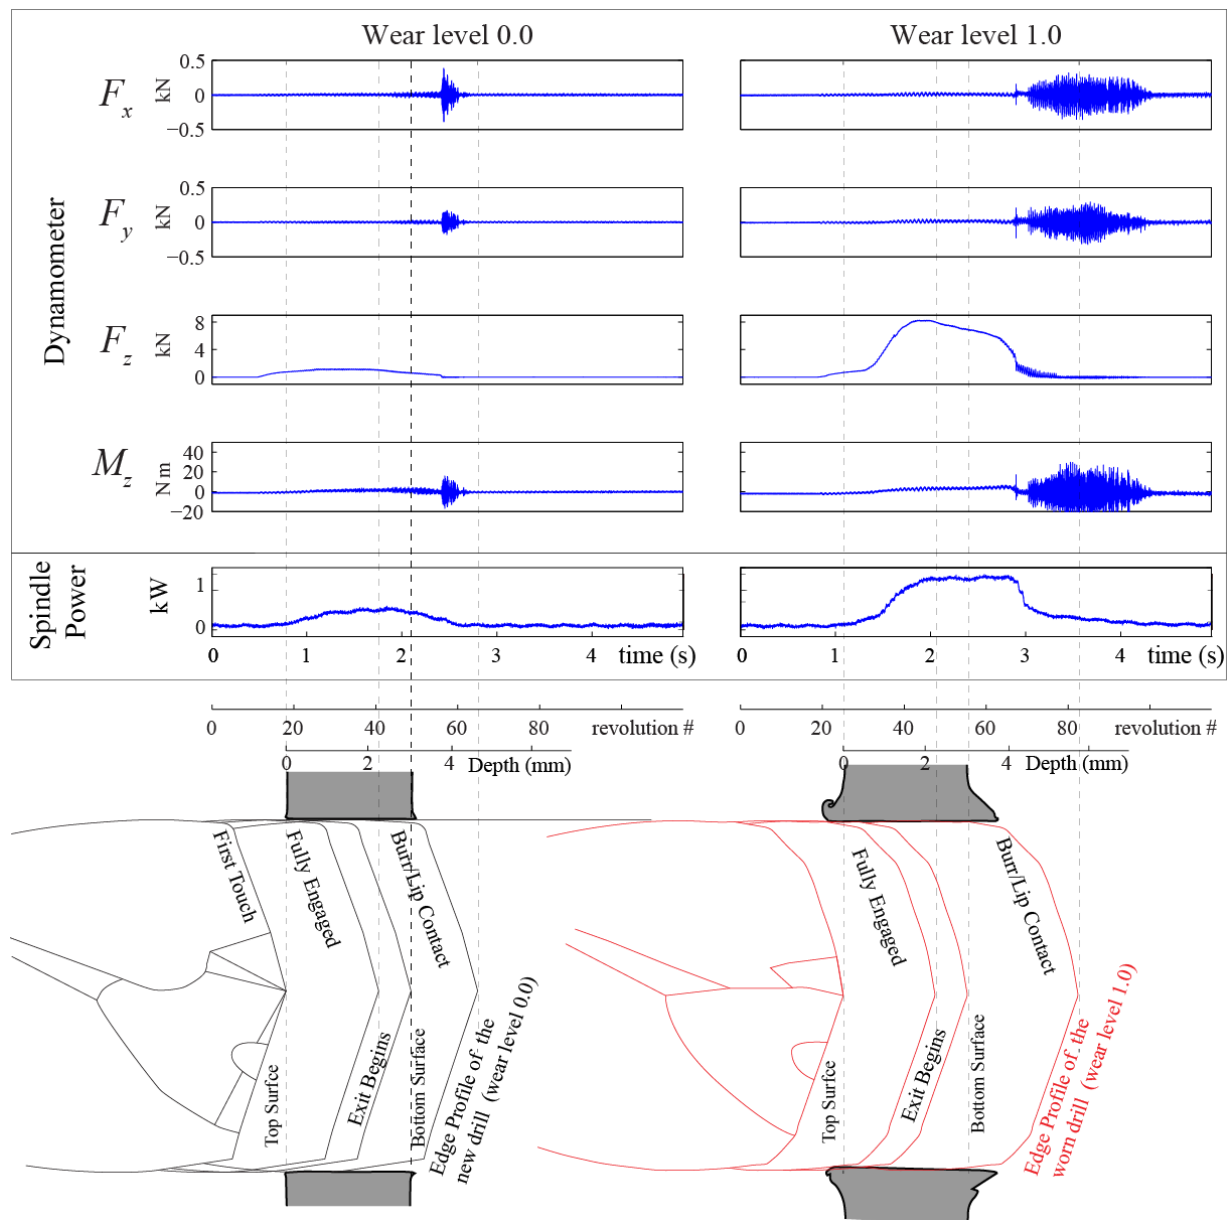 Wear level 0.0
Wear level 1.0
Dynamometer
Fx
kN
0.5
0
−0.5
Fy
kN
0.5
0
−0.5
Fz
kN
8
4
0
Mz
N m
40
20
0
−20
Spindle
Power
kW
1
0
0 1 2 3 4 time (s)
0 1 2 3 4 time (s)
0 20 40 60 80 revolution #
0 20 40 60 80 revolution #
0 2 4 Depth (mm)
0 2 4 Depth (mm)
First Touch
Fully Engaged
Burr/Lip Contact
Top Surfce
Exit Begins
Bottom Surface
Edge Profile of the
new drill (wear level 0.0)
Fully Engaged
Burr/Lip Contact
Top Surfce
Exit Begins
Bottom Surface
Edge Profile of the
worn drill (wear level 1.0)